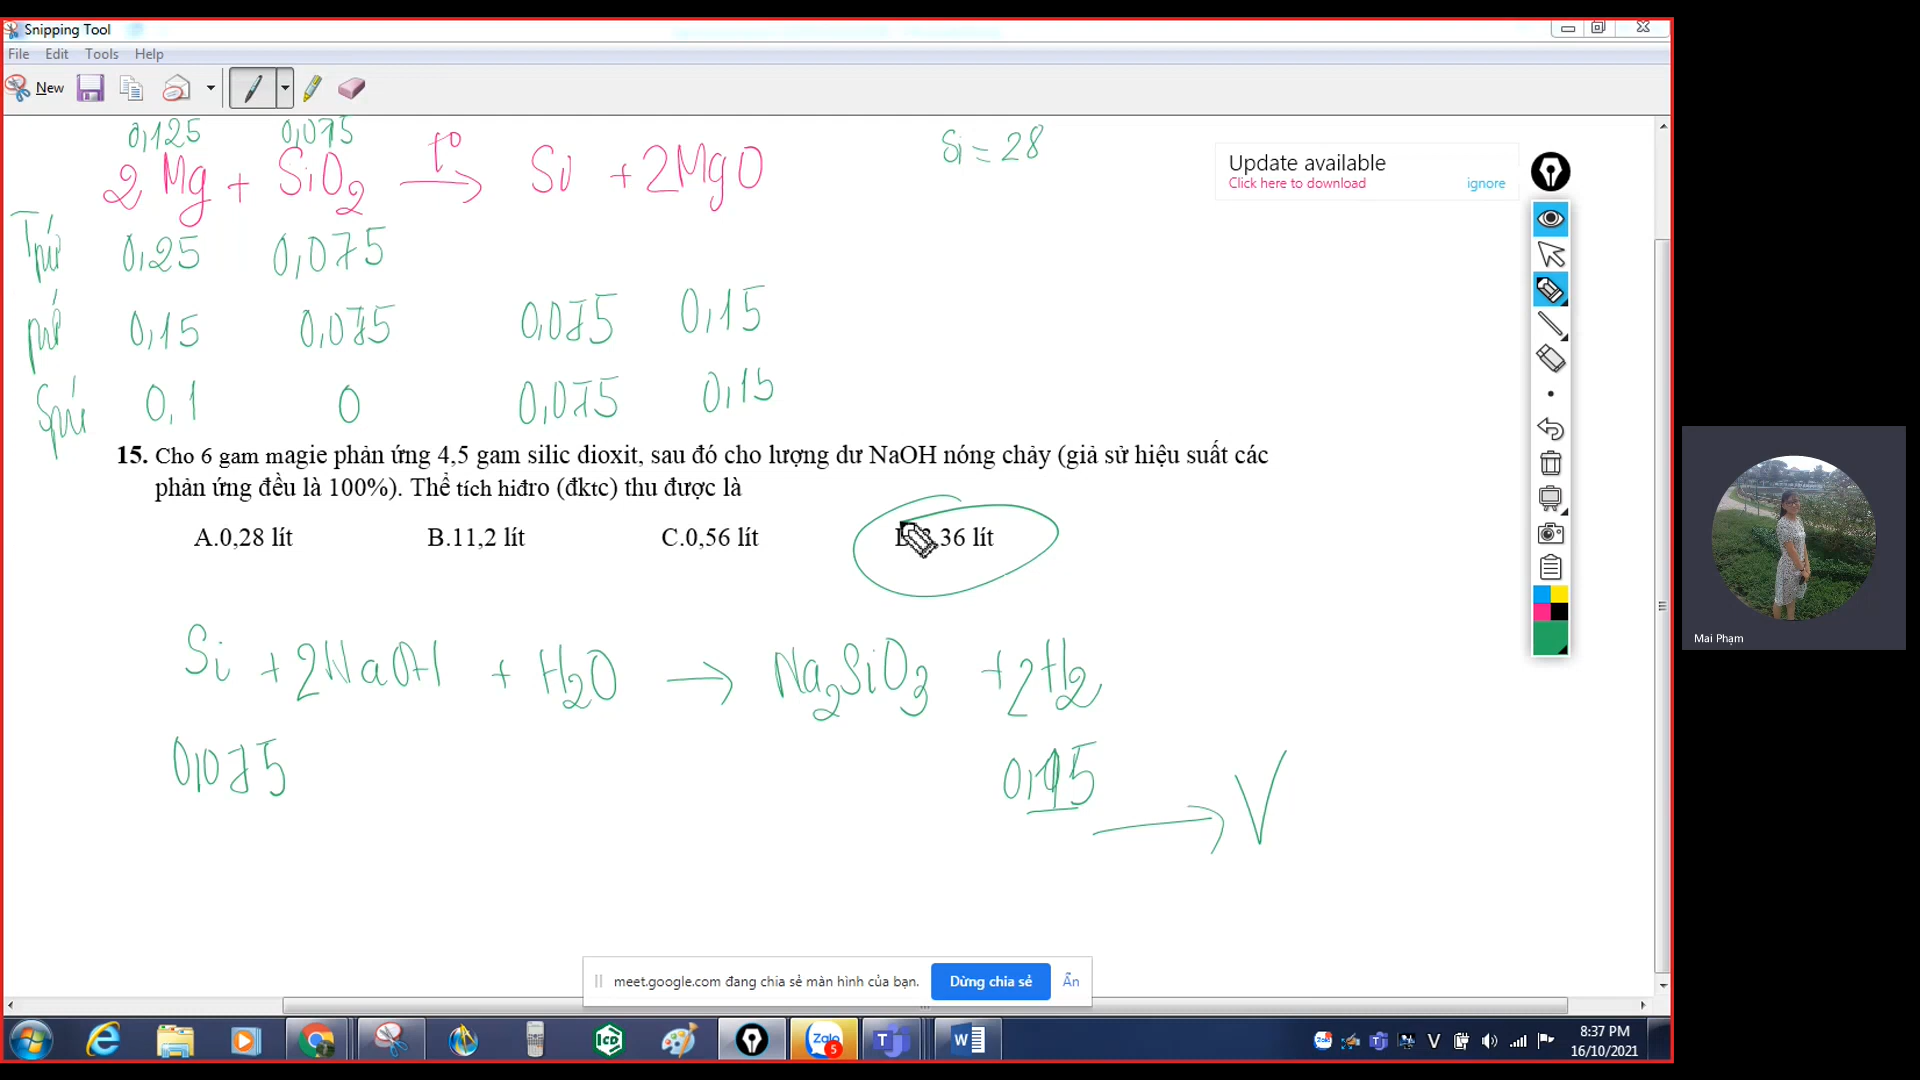 Snipping Tool
File Edit Tools Help
New
0,125 0,075
2Mg + SiO2 t° Si + 2MgO
Si = 28
Update available
Click here to download ignore
Trước 0,25 0,075
pứ 0,15 0,075 0,075 0,15
Spứ 0,1 0 0,075 0,15
15. Cho 6 gam magie phản ứng 4,5 gam silic dioxit, sau đó cho lượng dư NaOH nóng chảy (giả sử hiệu suất các
phản ứng đều là 100%). Thể tích hiđro (đktc) thu được là
A.0,28 lít B.11,2 lít C.0,56 lít ,36 lít
Si + 2NaOH + H2O → Na2SiO3 + 2H2
0,075 0,15 → V
Mai Phạm
meet.google.com đang chia sẻ màn hình của bạn. Dừng chia sẻ Ẩn
ICD
Zalo
5
V
8:37 PM
16/10/2021